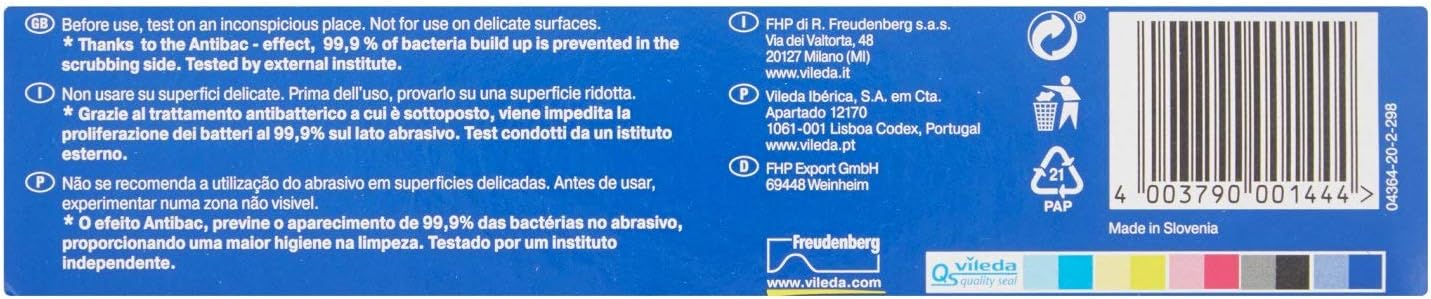 GB Before use, test on an inconspicious place. Not for use on delicate surfaces.
* Thanks to the Antibac - effect, 99,9 % of bacteria build up is prevented in the
scrubbing side. Tested by external institute.
I Non usare su superfici delicate. Prima dell'uso, provarlo su una superficie ridotta.
* Grazie al trattamento antibatterico a cui è sottoposto, viene impedita la
proliferazione dei batteri al 99,9% sul lato abrasivo. Test condotti da un istituto
esterno.
P Não se recomenda a utilização do abrasivo em superficies delicadas. Antes de usar,
experimentar numa zona não visivel.
* O efeito Antibac, previne o aparecimento de 99,9% das bactérias no abrasivo,
proporcionando uma maior higiene na limpeza. Testado por um instituto
independente.
I FHP di R. Freudenberg s.a.s.
Via dei Valtorta, 48
20127 Milano (MI)
www.vileda.it
P Vileda Ibérica, S.A. em Cta.
Apartado 12170
1061-001 Lisboa Codex, Portugal
www.vileda.pt
D FHP Export GmbH
69448 Weinheim
Freudenberg
www.vileda.com
®
21
PAP
4 003790 001444 >
Made in Slovenia
04364-20-2-298
QS vileda
quality seal